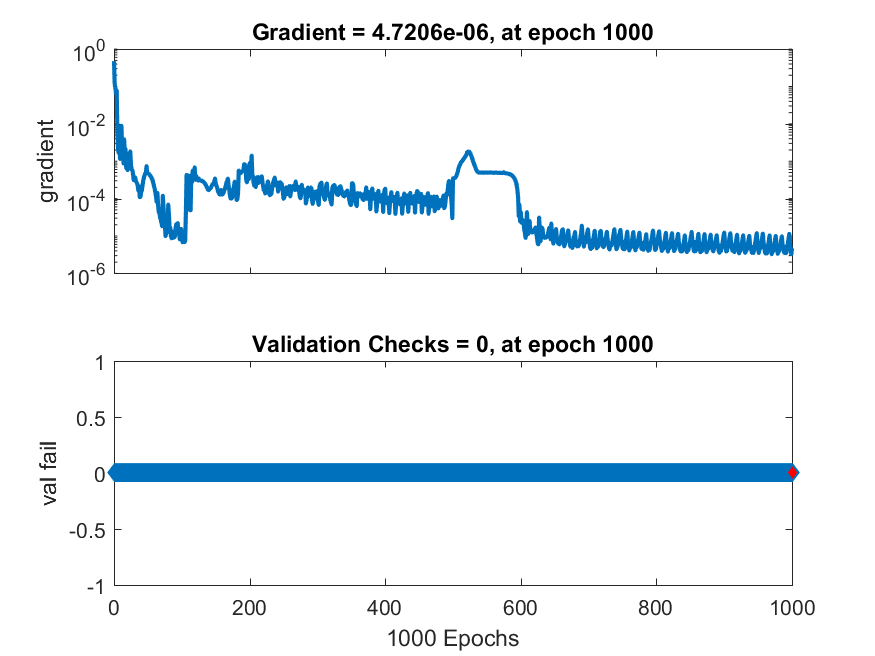 Gradient = 4.7206e-06, at epoch 1000
10^0
10^-2
10^-4
10^-6
gradient
Validation Checks = 0, at epoch 1000
1
0.5
0
-0.5
-1
val fail
0 200 400 600 800 1000
1000 Epochs